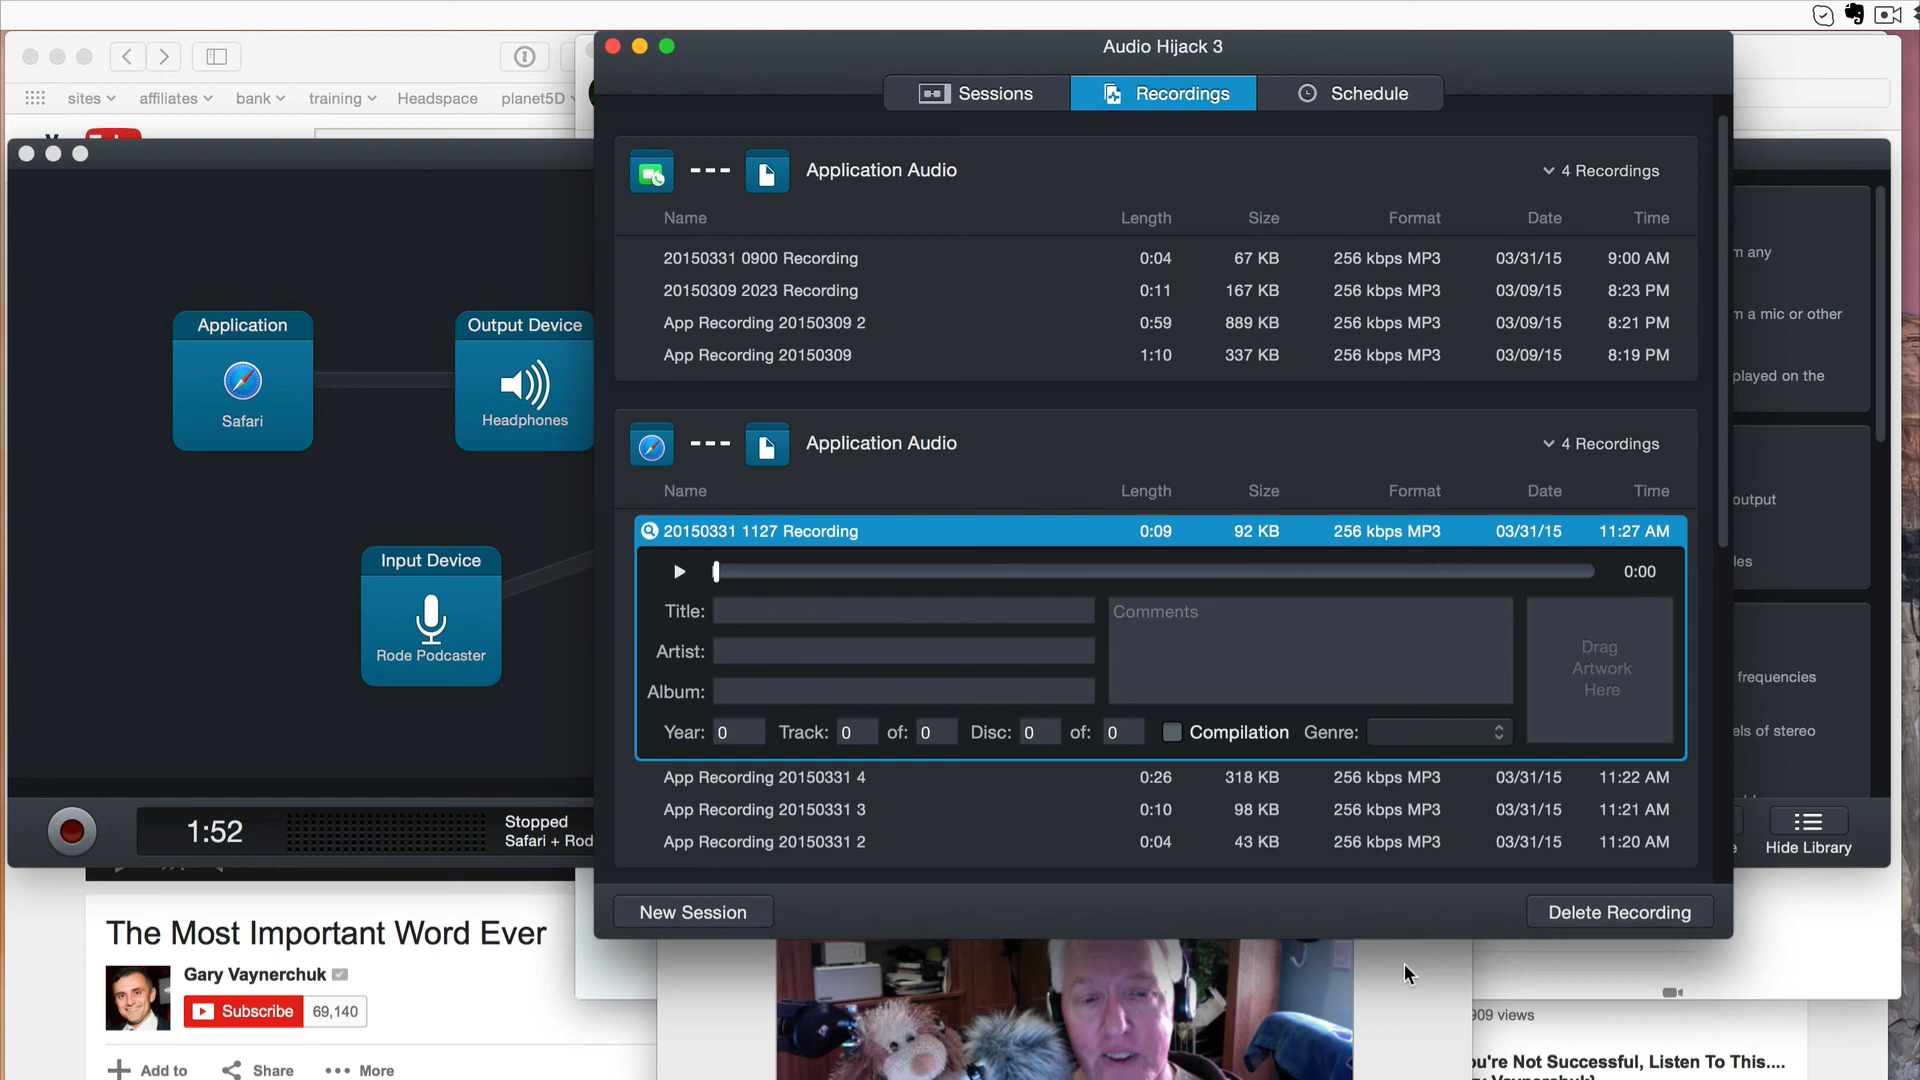 Audio Hijack 3
sites affiliates bank training Headspace planet5D
Sessions Recordings Schedule
Application Audio 4 Recordings
Name Length Size Format Date Time
20150331 0900 Recording 0:04 67 KB 256 kbps MP3 03/31/15 9:00 AM
20150309 2023 Recording 0:11 167 KB 256 kbps MP3 03/09/15 8:23 PM
App Recording 20150309 2 0:59 889 KB 256 kbps MP3 03/09/15 8:21 PM
App Recording 20150309 1:10 337 KB 256 kbps MP3 03/09/15 8:19 PM
Application Audio 4 Recordings
Name Length Size Format Date Time
20150331 1127 Recording 0:09 92 KB 256 kbps MP3 03/31/15 11:27 AM
0:00
Title:
Artist:
Album:
Comments
Drag
Artwork
Here
Year: 0 Track: 0 of: 0 Disc: 0 of: 0 Compilation Genre:
App Recording 20150331 4 0:26 318 KB 256 kbps MP3 03/31/15 11:22 AM
App Recording 20150331 3 0:10 98 KB 256 kbps MP3 03/31/15 11:21 AM
App Recording 20150331 2 0:04 43 KB 256 kbps MP3 03/31/15 11:20 AM
New Session Delete Recording
Application
Safari
Output Device
Headphones
Input Device
Rode Podcaster
1:52
Stopped
Safari + Rod
any
a mic or other
played on the
output
frequencies
of stereo
Hide Library
The Most Important Word Ever
Gary Vaynerchuk
Subscribe 69,140
Add to Share More
909 views
You're Not Successful, Listen To This....